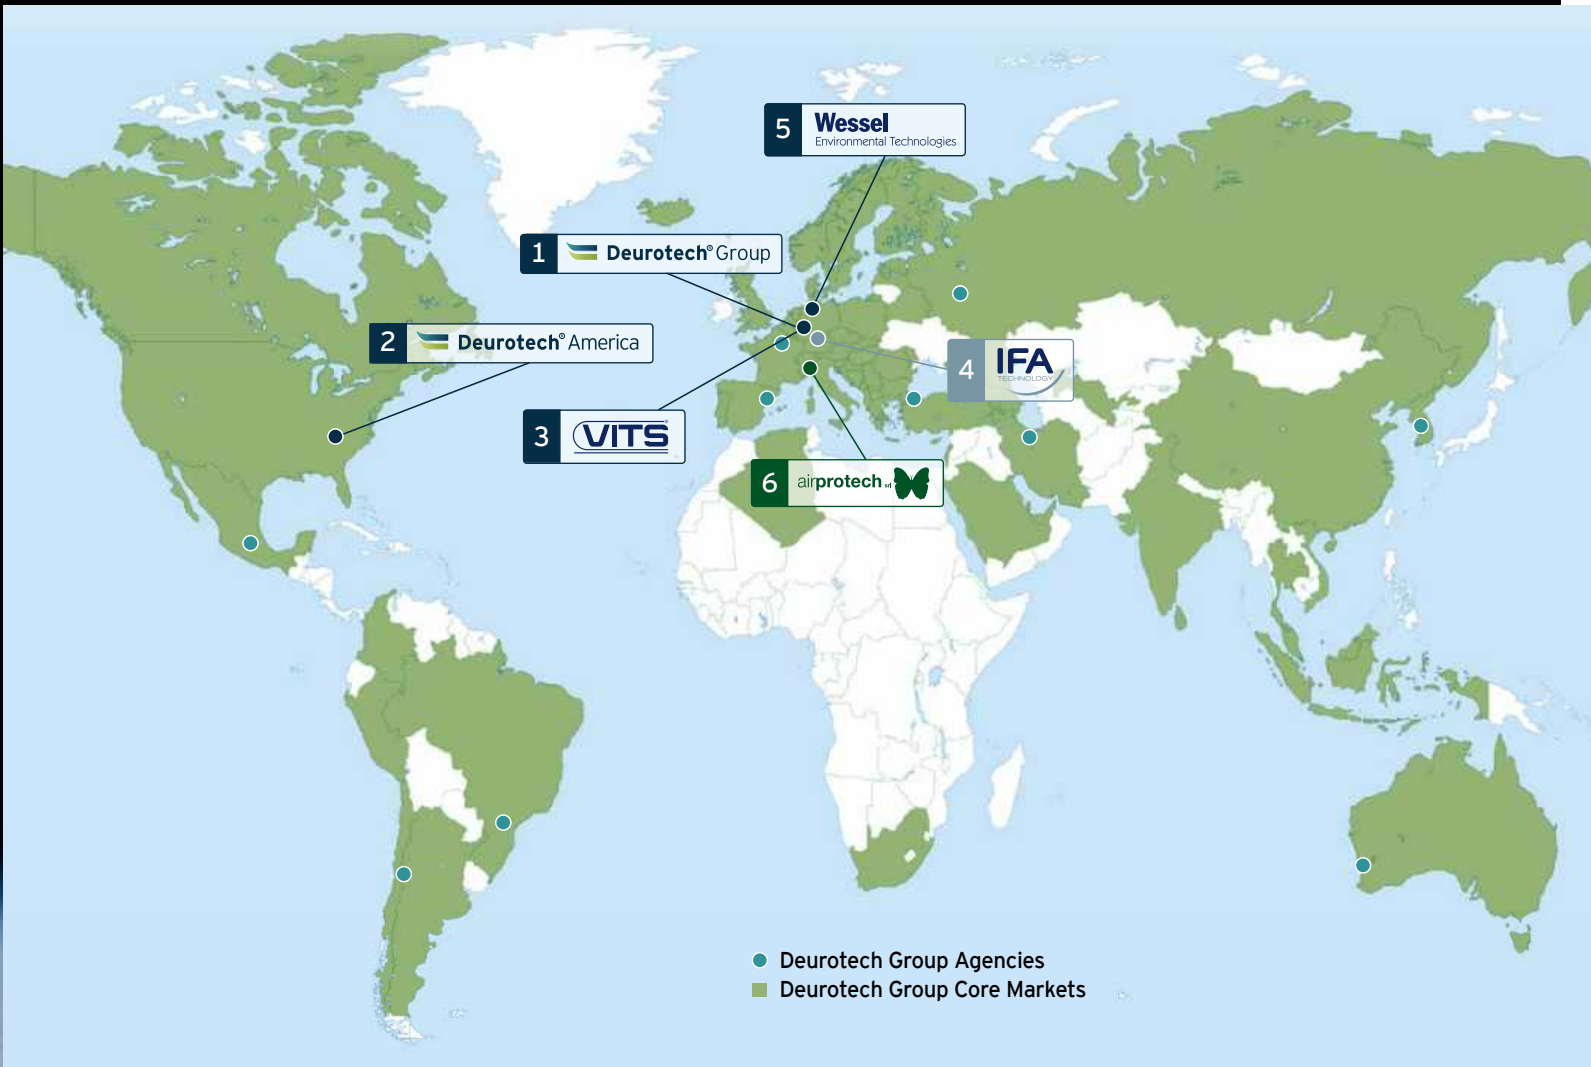 5
Wessel
Environmental Technologies
1
Deurotech® Group
2
Deurotech® America
4
IFA
TECHNOLOGY
3
VITS
6
airprotech srl
Deurotech Group Agencies
Deurotech Group Core Markets